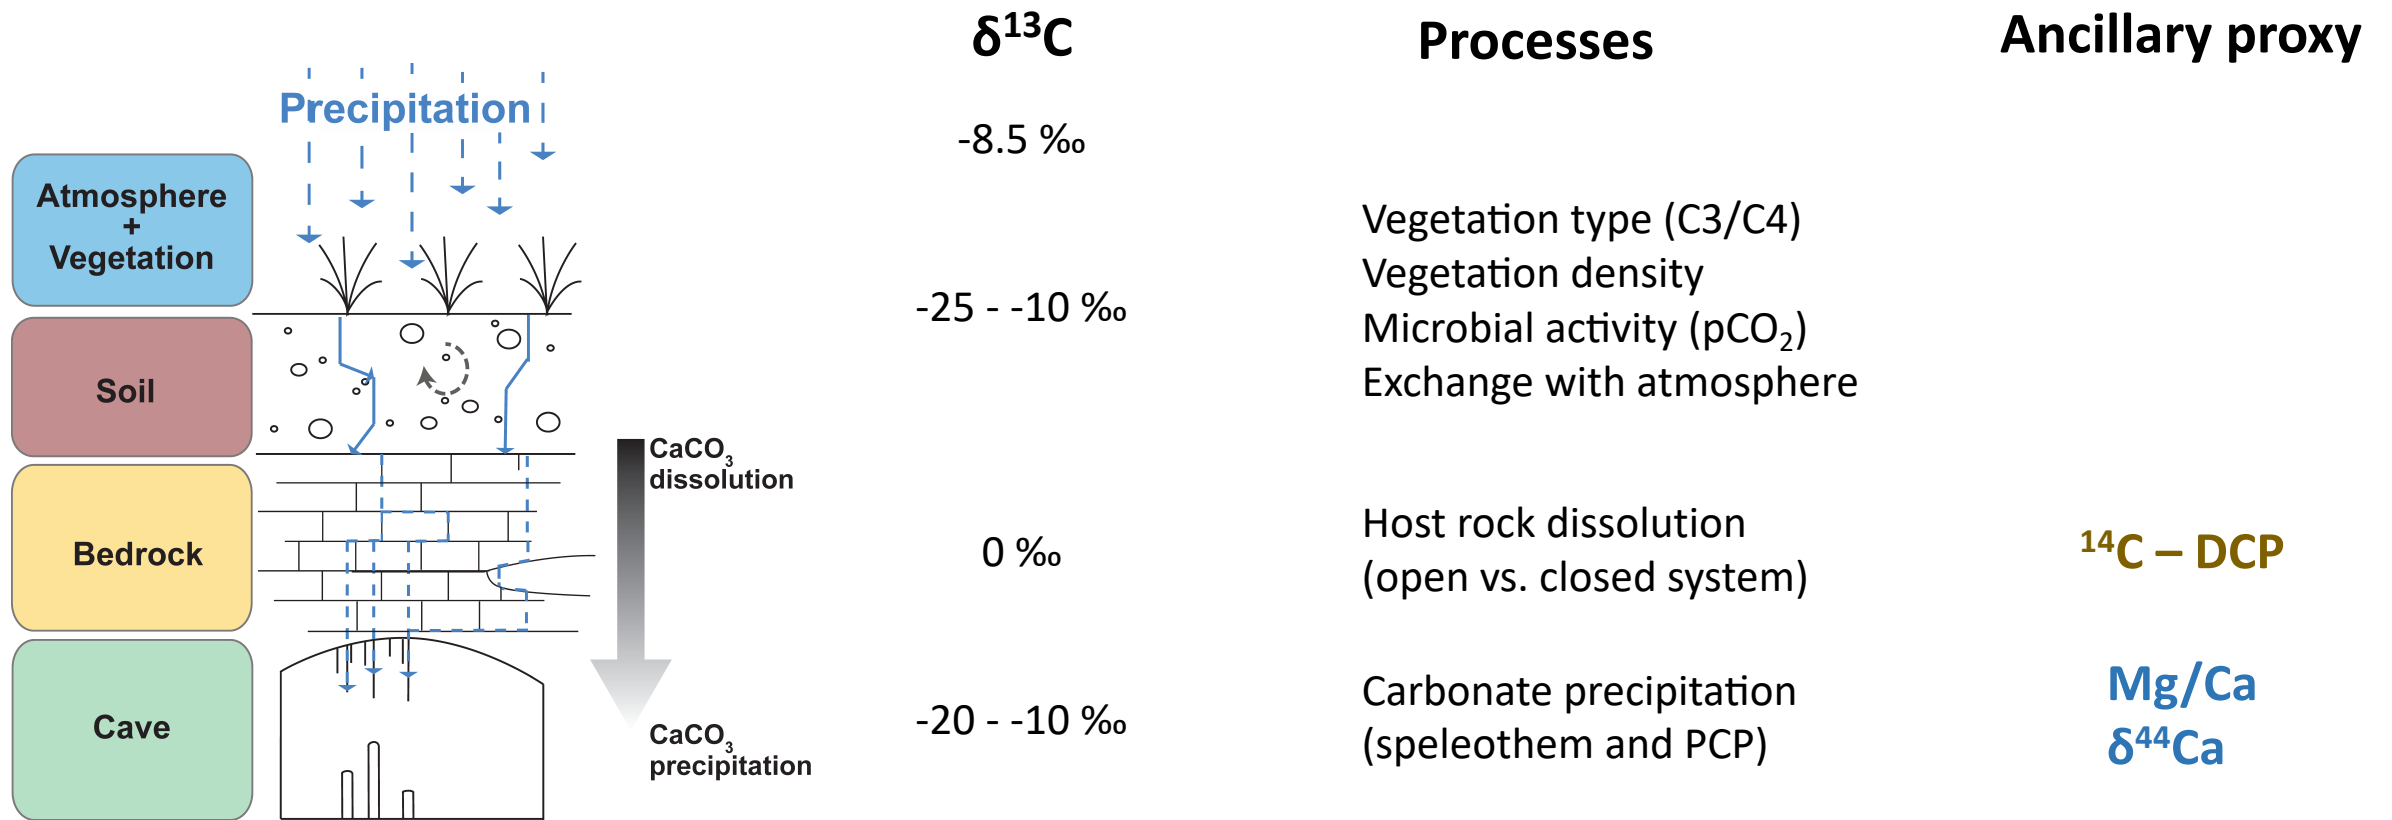 δ¹³C
Processes
Ancillary proxy
Precipitation
-8.5 ‰
Atmosphere
+
Vegetation
-25 - -10 ‰
Vegetation type (C3/C4)
Vegetation density
Microbial activity (pCO₂)
Exchange with atmosphere
Soil
CaCO₃
dissolution
Bedrock
0 ‰
Host rock dissolution
(open vs. closed system)
¹⁴C – DCP
Cave
CaCO₃
precipitation
-20 - -10 ‰
Carbonate precipitation
(speleothem and PCP)
Mg/Ca
δ⁴⁴Ca